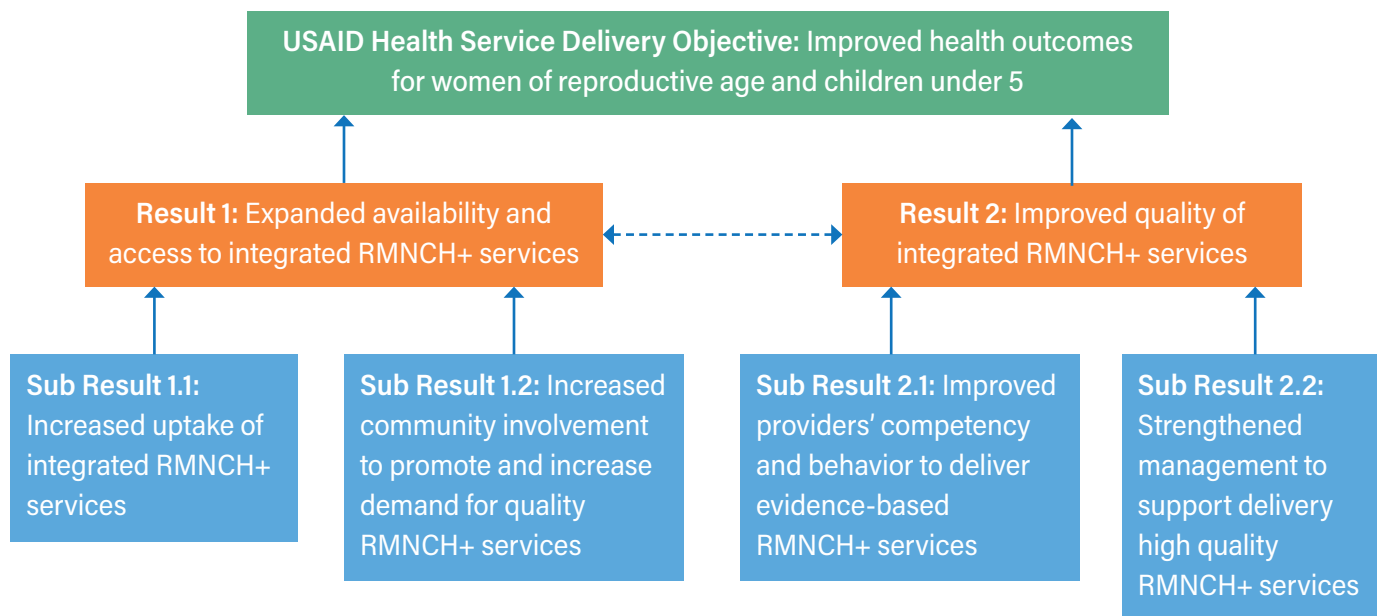 USAID Health Service Delivery Objective: Improved health outcomes
for women of reproductive age and children under 5
Result 1: Expanded availability and
access to integrated RMNCH+ services
Result 2: Improved quality of
integrated RMNCH+ services
Sub Result 1.1:
Increased uptake of
integrated RMNCH+
services
Sub Result 1.2: Increased
community involvement
to promote and increase
demand for quality
RMNCH+ services
Sub Result 2.1: Improved
providers’ competency
and behavior to deliver
evidence-based
RMNCH+ services
Sub Result 2.2:
Strengthened
management to
support delivery
high quality
RMNCH+ services